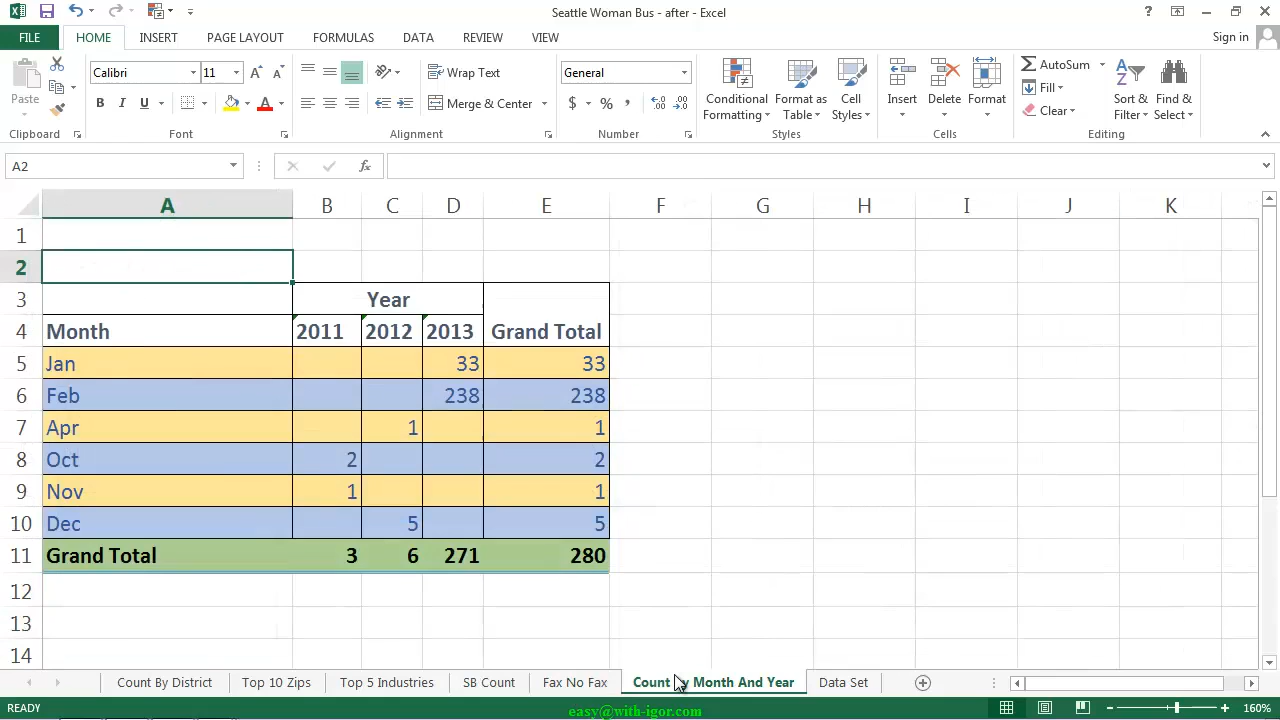 Seattle Woman Bus - after - Excel
?
FILE HOME INSERT PAGE LAYOUT FORMULAS DATA REVIEW VIEW Sign in
Paste
Calibri 11
B I U
A A
A
Wrap Text
Merge & Center
General
$ % ,
Conditional Formatting
Format as Table
Cell Styles
Insert Delete Format
AutoSum
Fill
Clear
Sort & Filter
Find & Select
Clipboard Font Alignment Number Styles Cells Editing
A2 fx
A B C D E F G H I J K
1
2
3 Year
4 Month 2011 2012 2013 Grand Total
5 Jan 33 33
6 Feb 238 238
7 Apr 1 1
8 Oct 2 2
9 Nov 1 1
10 Dec 5 5
11 Grand Total 3 6 271 280
12
13
14
Count By District Top 10 Zips Top 5 Industries SB Count Fax No Fax Count By Month And Year Data Set
READY 160%
easy@with-igor.com